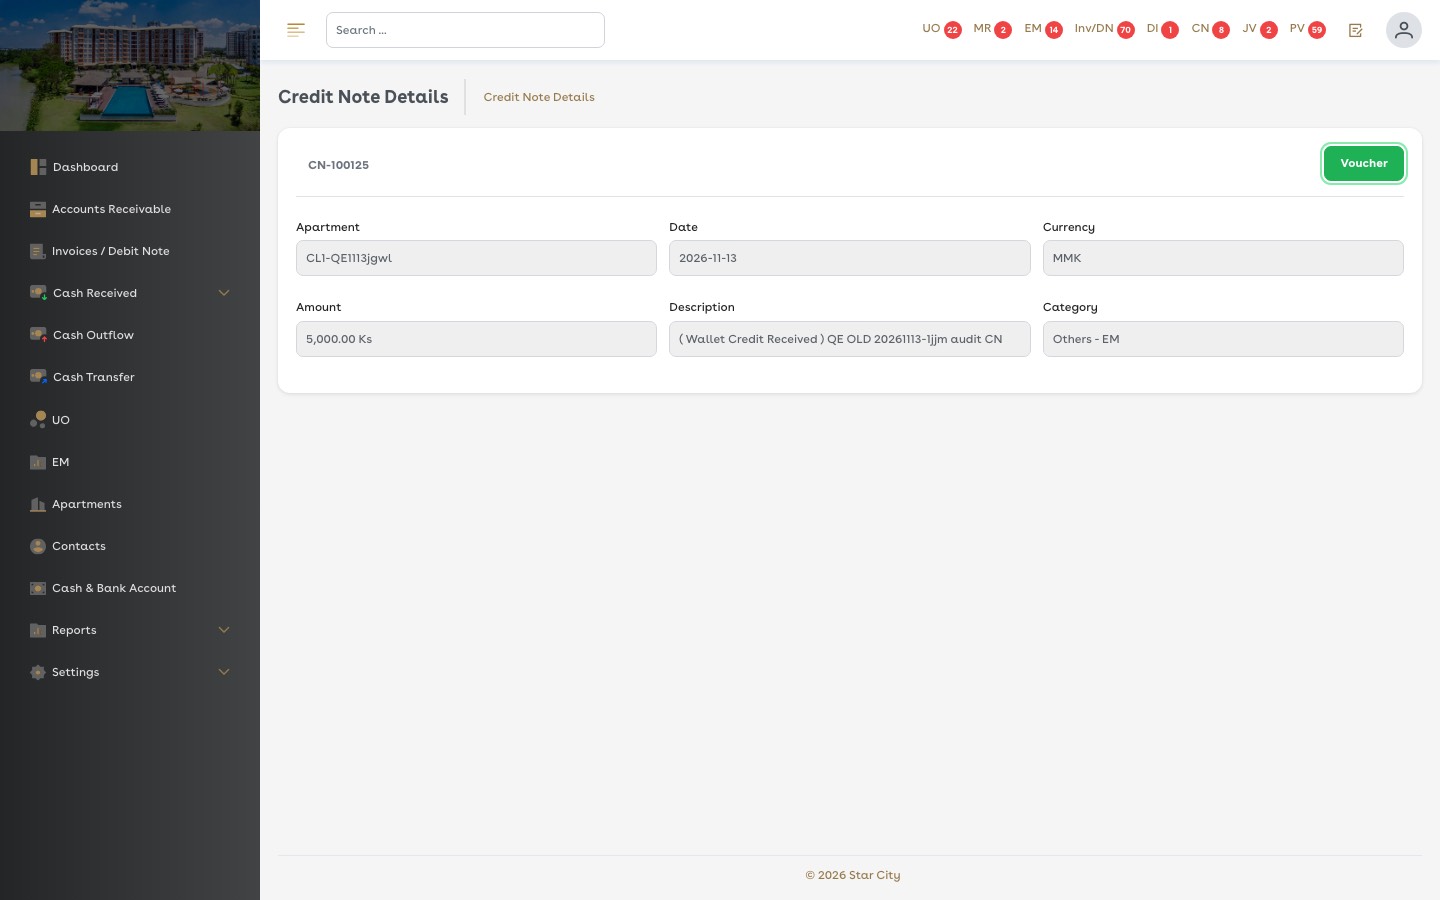 Search ...
UO 22 MR 2 EM 14 Inv/DN 70 DI 1 CN 8 JV 2 PV 59
Credit Note Details
Credit Note Details
Dashboard
Accounts Receivable
Invoices / Debit Note
Cash Received
Cash Outflow
Cash Transfer
UO
EM
Apartments
Contacts
Cash & Bank Account
Reports
Settings
CN-100125
Voucher
Apartment Date Currency
CL1-QE1113jgwl 2026-11-13 MMK
Amount Description Category
5,000.00 Ks ( Wallet Credit Received ) QE OLD 20261113-1jjm audit CN Others - EM
© 2026 Star City